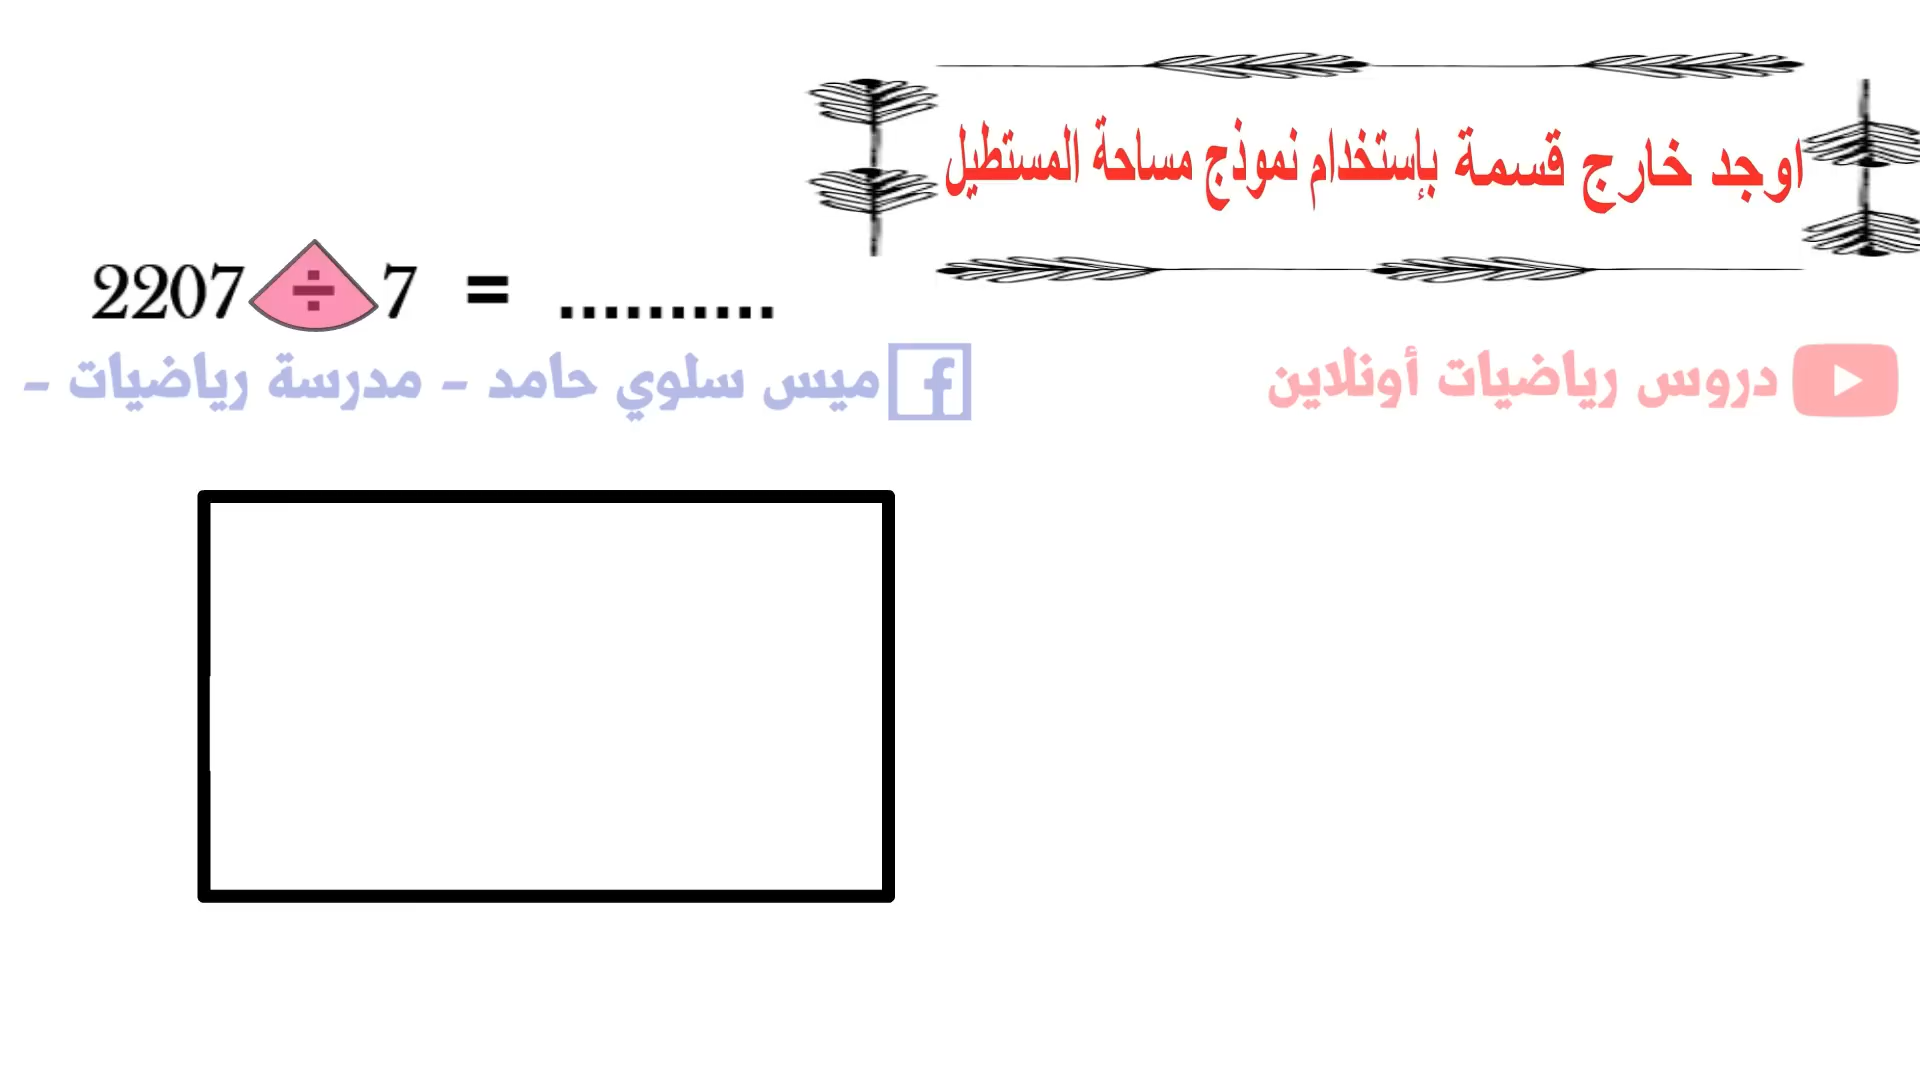 اوجد خارج قسمة بإستخدام نموذج مساحة المستطيل
2207 ÷ 7 = ..........
دروس رياضيات أونلاين
ميس سلوي حامد - مدرسة رياضيات -